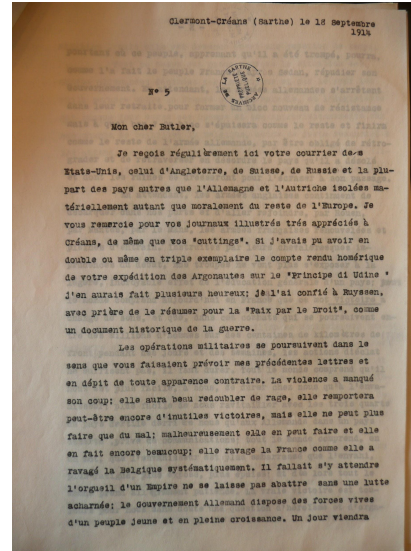 Clermont-Créans (Sarthe) le 18 Septembre
1914
N° 5
ARCHIVES DE LA SARTHE
PROPRIÉTÉ PUBLIQUE
Mon cher Butler,
Je reçois régulièrement ici votre courrier des
Etats-Unis, celui d'Angleterre, de Suisse, de Russie et la plu-
part des pays autres que l'Allemagne et l'Autriche isolées ma-
tériellement autant que moralement du reste de l'Europe. Je
vous remercie pour vos journaux illustrés très appréciés à
Créans, de même que vos "cuttings". Si j'avais pu avoir en
double ou même en triple exemplaire le compte rendu homérique
de votre expédition des Argonautes sur le "Principe di Udine "
j'en aurais fait plusieurs heureux; je l'ai confié à Ruyssen,
avec prière de le résumer pour la "Paix par le Droit", comme
un document historique de la guerre.
Les opérations militaires se poursuivent dans le
sens que vous faisaient prévoir mes précédentes lettres et
en dépit de toute apparence contraire. La violence a manqué
son coup; elle aura beau redoubler de rage, elle remportera
peut-être encore d'inutiles victoires, mais elle ne peut plus
faire que du mal; malheureusement elle en peut faire et elle
en fait encore beaucoup; elle ravage la France comme elle a
ravagé la Belgique systématiquement. Il fallait s'y attendre
l'orgueil d'un Empire ne se laisse pas abattre sans une lutte
acharnée; le Gouvernement Allemand dispose des forces vives
d'un peuple jeune et en pleine croissance. Un jour viendra